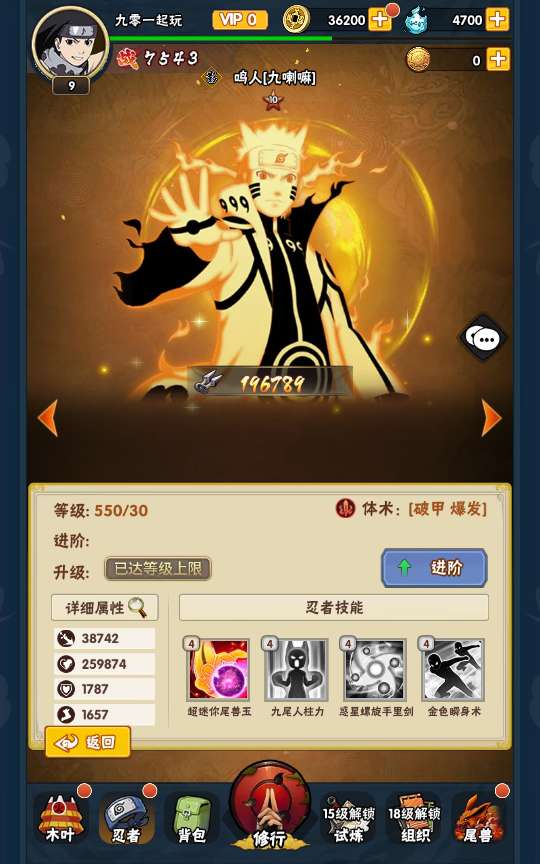 九零一起玩 VIP 0 36200 4700
9 7543 0
影 鸣人[九喇嘛]
10
196789
等级: 550/30 体术: [破甲 爆发]
进阶:
升级: 已达等级上限 进阶
详细属性 忍者技能
38742
259874
1787
1657
4 4 4 4
超迷你尾兽玉 九尾人柱力 惑星螺旋手里剑 金色瞬身术
返回
15级解锁 18级解锁
木叶 忍者 背包 修行 试炼 组织 尾兽